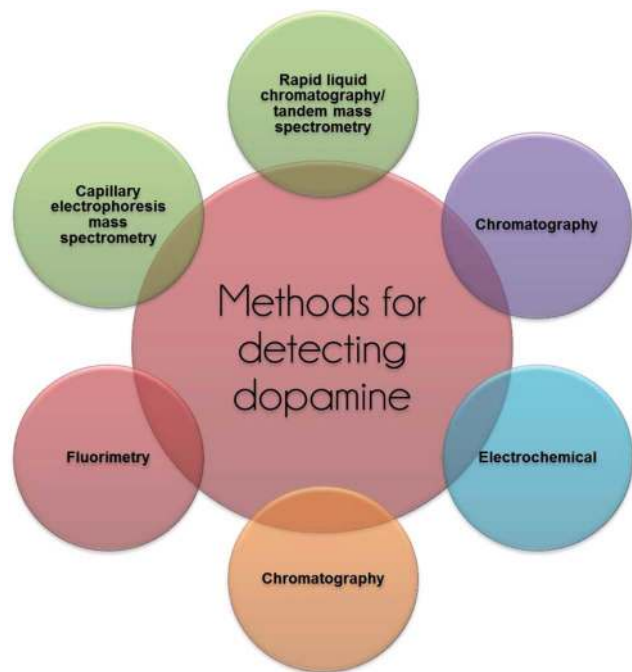 Rapid liquid
chromatography/
tandem mass
spectrometry
Capillary
electrophoresis
mass
spectrometry
Chromatography
Methods for
detecting
dopamine
Fluorimetry
Electrochemical
Chromatography